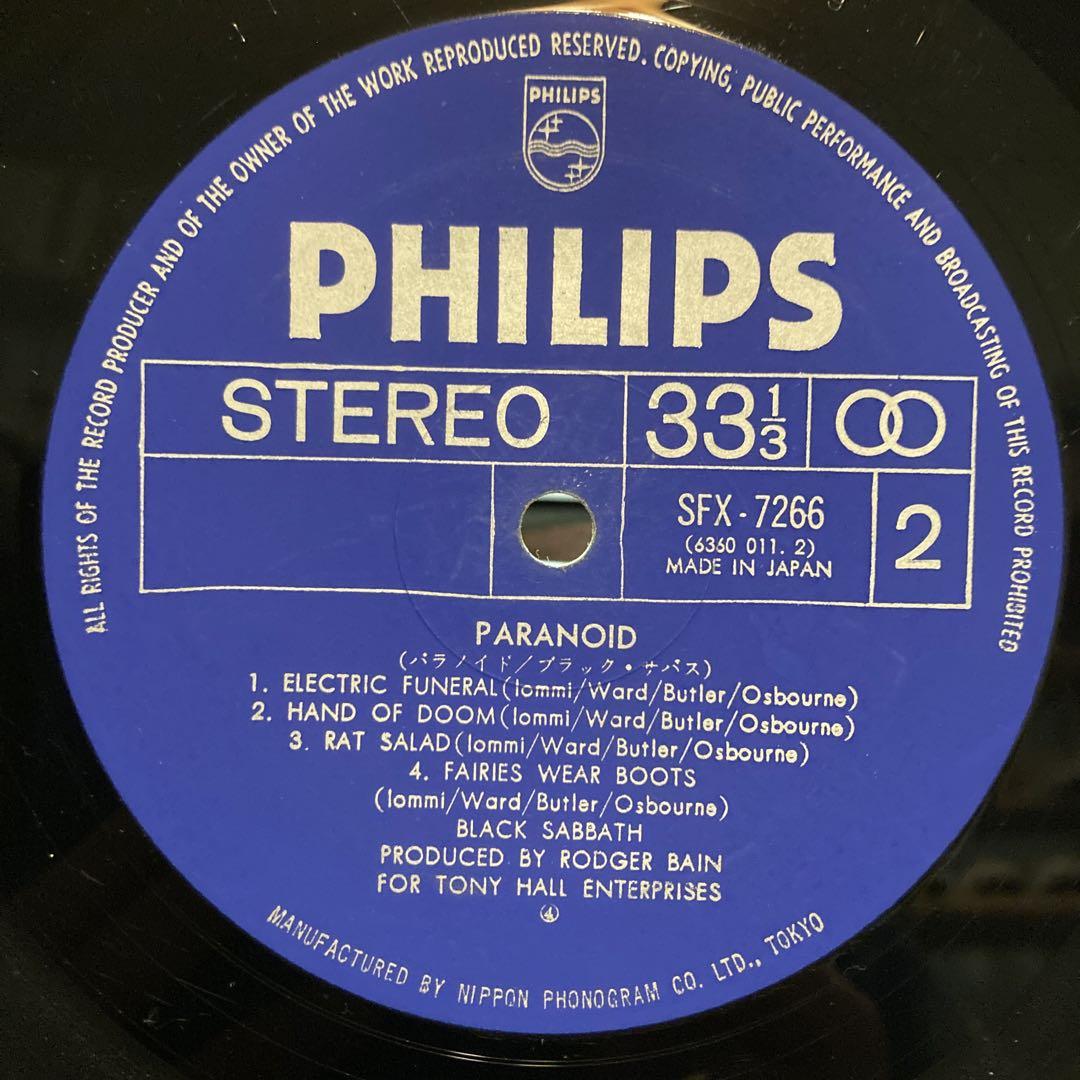 ALL RIGHTS OF THE RECORD PRODUCER AND OF THE OWNER OF THE WORK REPRODUCED RESERVED. COPYING, PUBLIC PERFORMANCE AND BROADCASTING OF THIS RECORD PROHIBITED
PHILIPS
PHILIPS
STEREO 33 1/3
SFX-7266
(6360 011. 2)
MADE IN JAPAN
2
PARANOID
(パラノイド/ブラック・サバス)
1. ELECTRIC FUNERAL(Iommi/Ward/Butler/Osbourne)
2. HAND OF DOOM(Iommi/Ward/Butler/Osbourne)
3. RAT SALAD(Iommi/Ward/Butler/Osbourne)
4. FAIRIES WEAR BOOTS
(Iommi/Ward/Butler/Osbourne)
BLACK SABBATH
PRODUCED BY RODGER BAIN
FOR TONY HALL ENTERPRISES
④
MANUFACTURED BY NIPPON PHONOGRAM CO. LTD., TOKYO